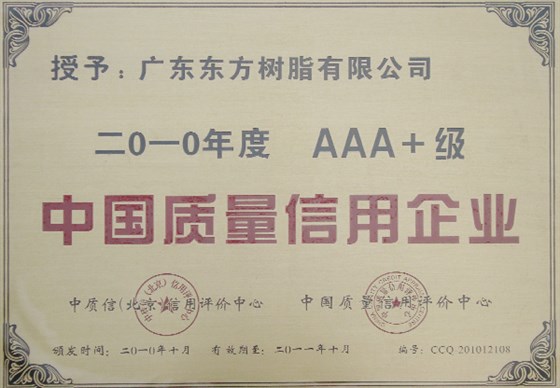 授予：广东东方树脂有限公司
二0一0年度 AAA＋级
中国质量信用企业
中质信(北京)信用评价中心 中国质量信用评价中心
颁发时间：二0一0年十月 有效期至：二0一一年十月 编号：CCQ-201012108